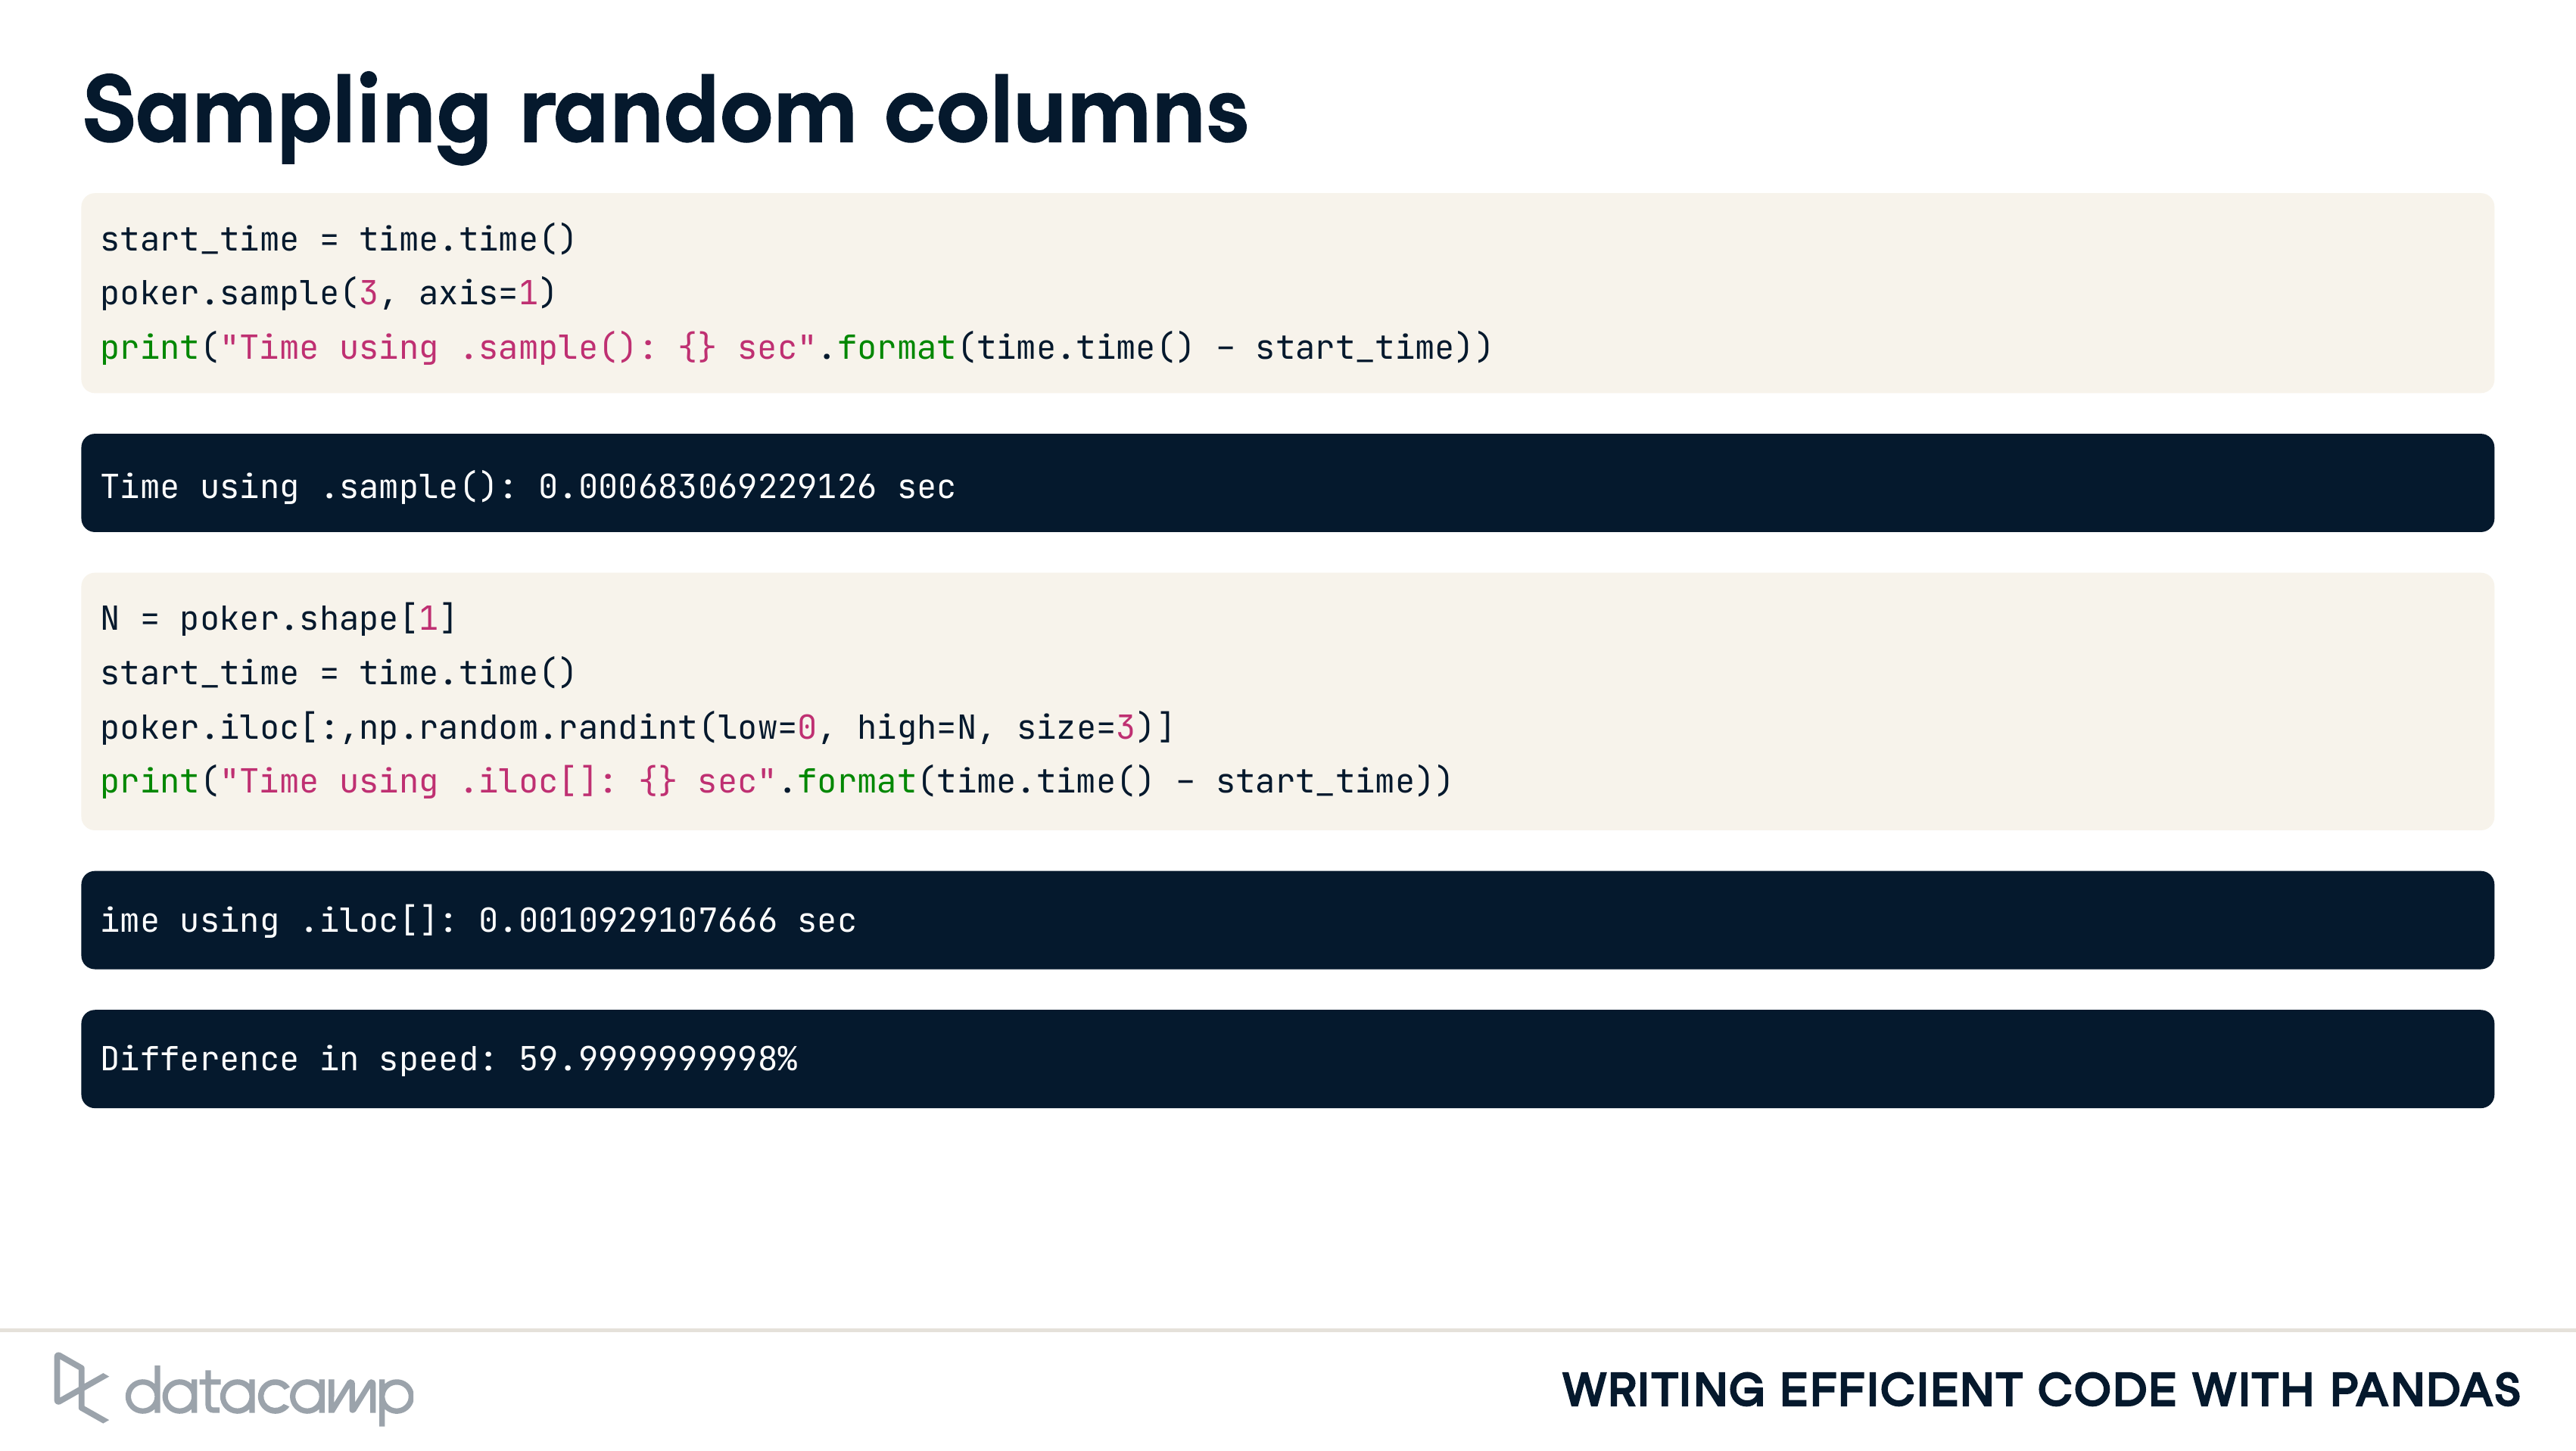 Sampling random columns
start_time = time.time()
poker.sample(3, axis=1)
print("Time using .sample(): {} sec".format(time.time() - start_time))
Time using .sample(): 0.000683069229126 sec
N = poker.shape[1]
start_time = time.time()
poker.iloc[:,np.random.randint(low=0, high=N, size=3)]
print("Time using .iloc[]: {} sec".format(time.time() - start_time))
ime using .iloc[]: 0.0010929107666 sec
Difference in speed: 59.9999999998%
datacamp
WRITING EFFICIENT CODE WITH PANDAS